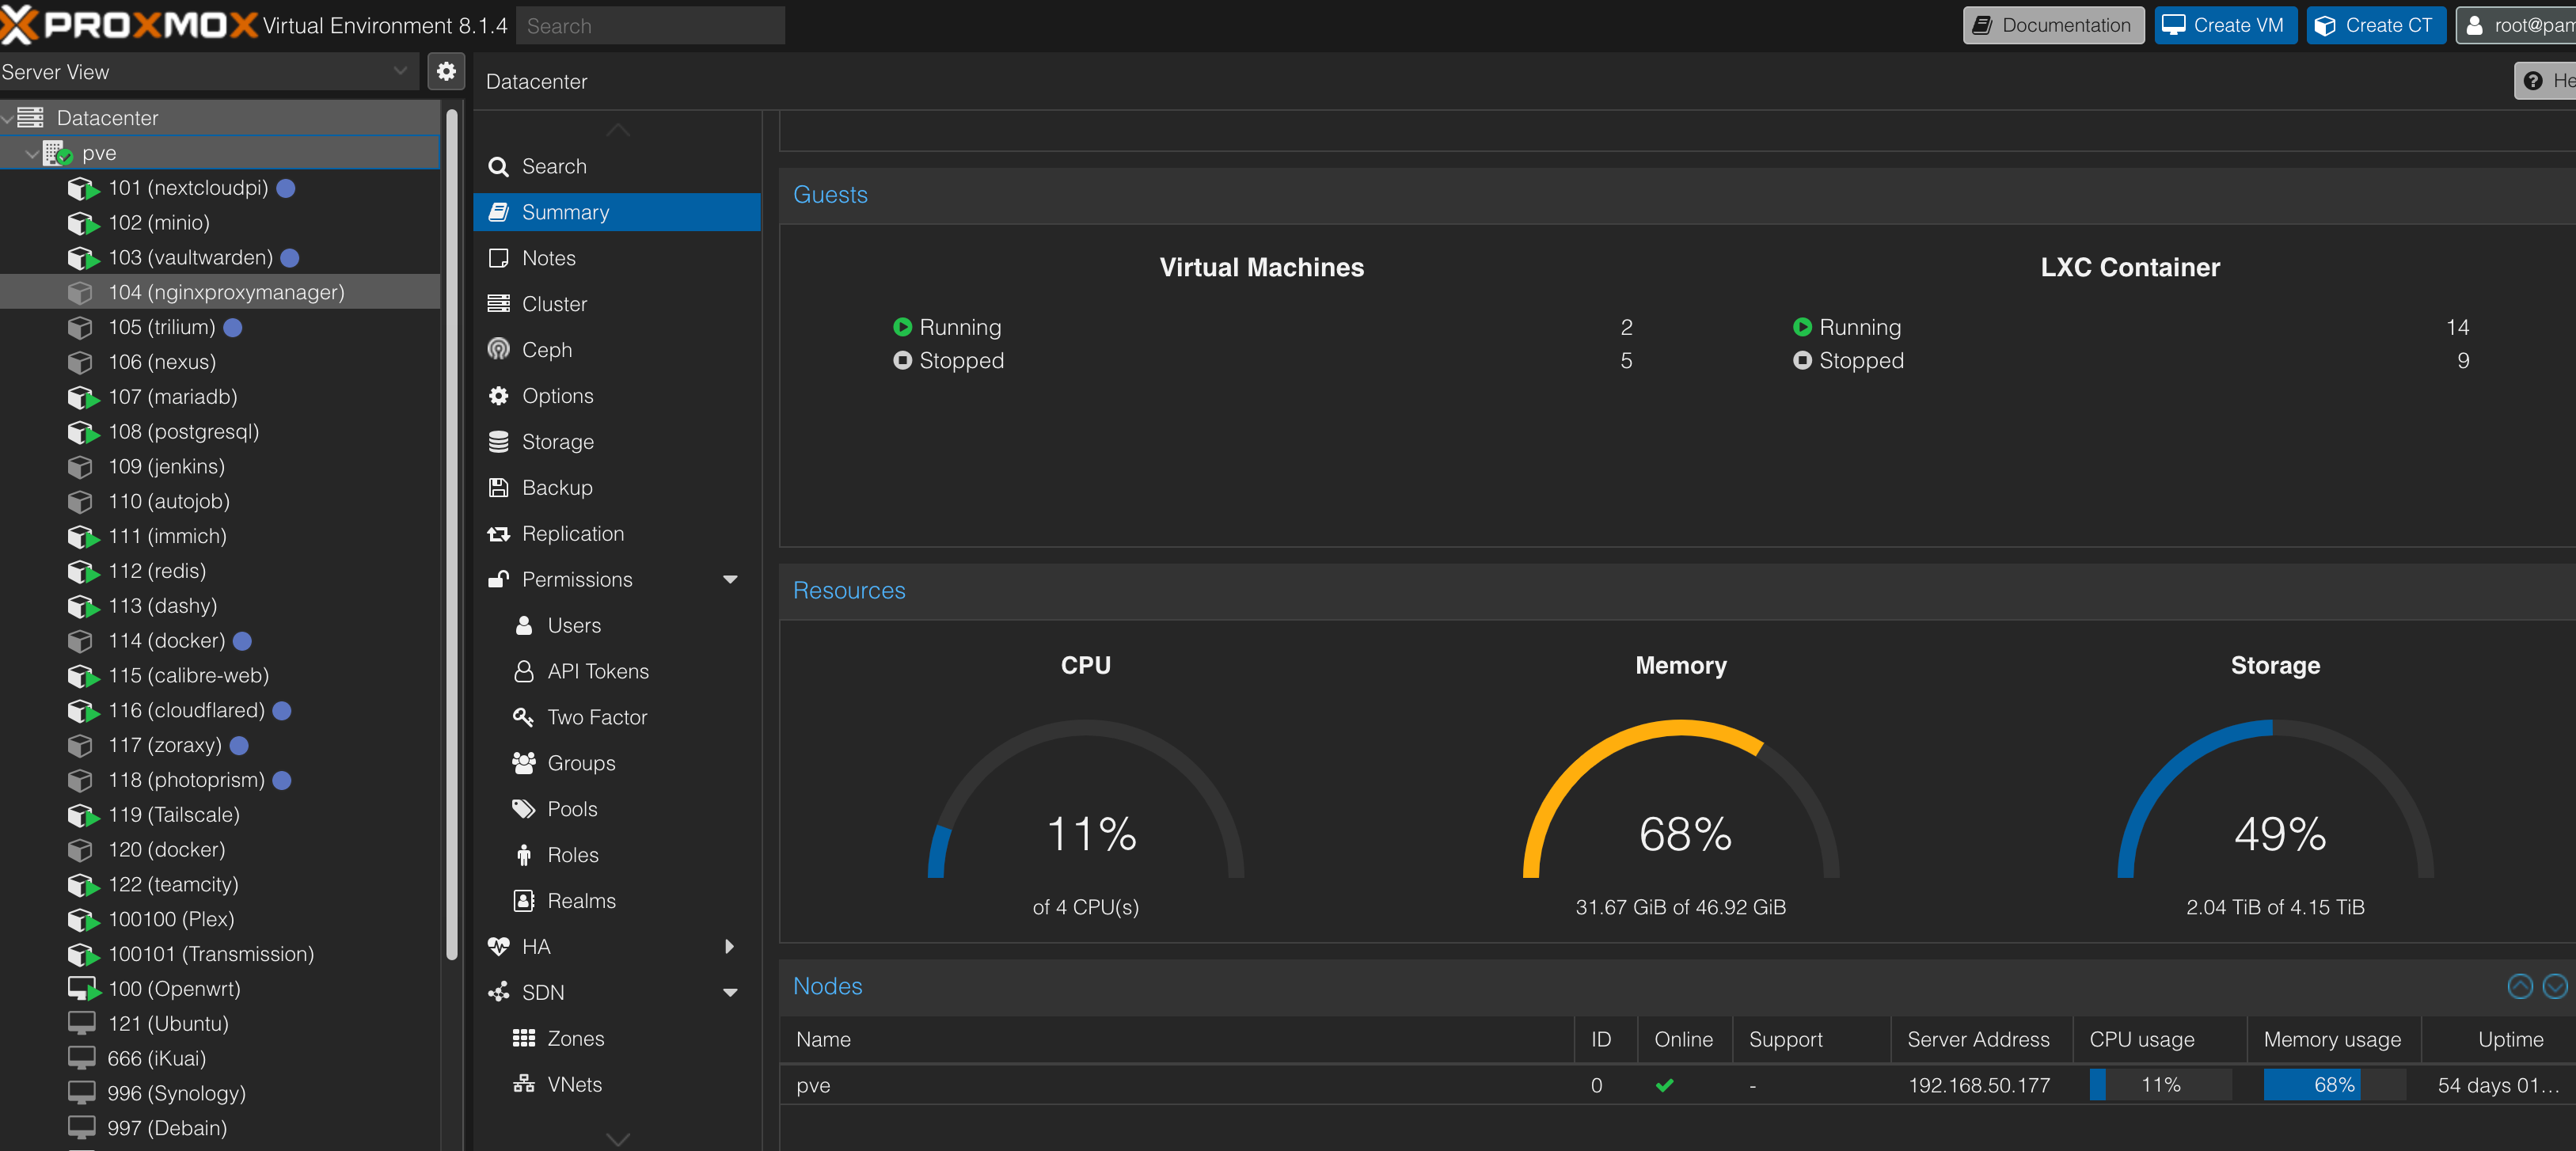 PROXMOX Virtual Environment 8.1.4 Search Documentation Create VM Create CT root@pam
Server View
Datacenter
pve
101 (nextcloudpi)
102 (minio)
103 (vaultwarden)
104 (nginxproxymanager)
105 (trilium)
106 (nexus)
107 (mariadb)
108 (postgresql)
109 (jenkins)
110 (autojob)
111 (immich)
112 (redis)
113 (dashy)
114 (docker)
115 (calibre-web)
116 (cloudflared)
117 (zoraxy)
118 (photoprism)
119 (Tailscale)
120 (docker)
122 (teamcity)
100100 (Plex)
100101 (Transmission)
100 (Openwrt)
121 (Ubuntu)
666 (iKuai)
996 (Synology)
997 (Debain)
Datacenter He
Search
Summary
Notes
Cluster
Ceph
Options
Storage
Backup
Replication
Permissions
Users
API Tokens
Two Factor
Groups
Pools
Roles
Realms
HA
SDN
Zones
VNets
Guests
Virtual Machines
Running 2
Stopped 5
LXC Container
Running 14
Stopped 9
Resources
CPU
11%
of 4 CPU(s)
Memory
68%
31.67 GiB of 46.92 GiB
Storage
49%
2.04 TiB of 4.15 TiB
Nodes
Name ID Online Support Server Address CPU usage Memory usage Uptime
pve 0 - 192.168.50.177 11% 68% 54 days 01...